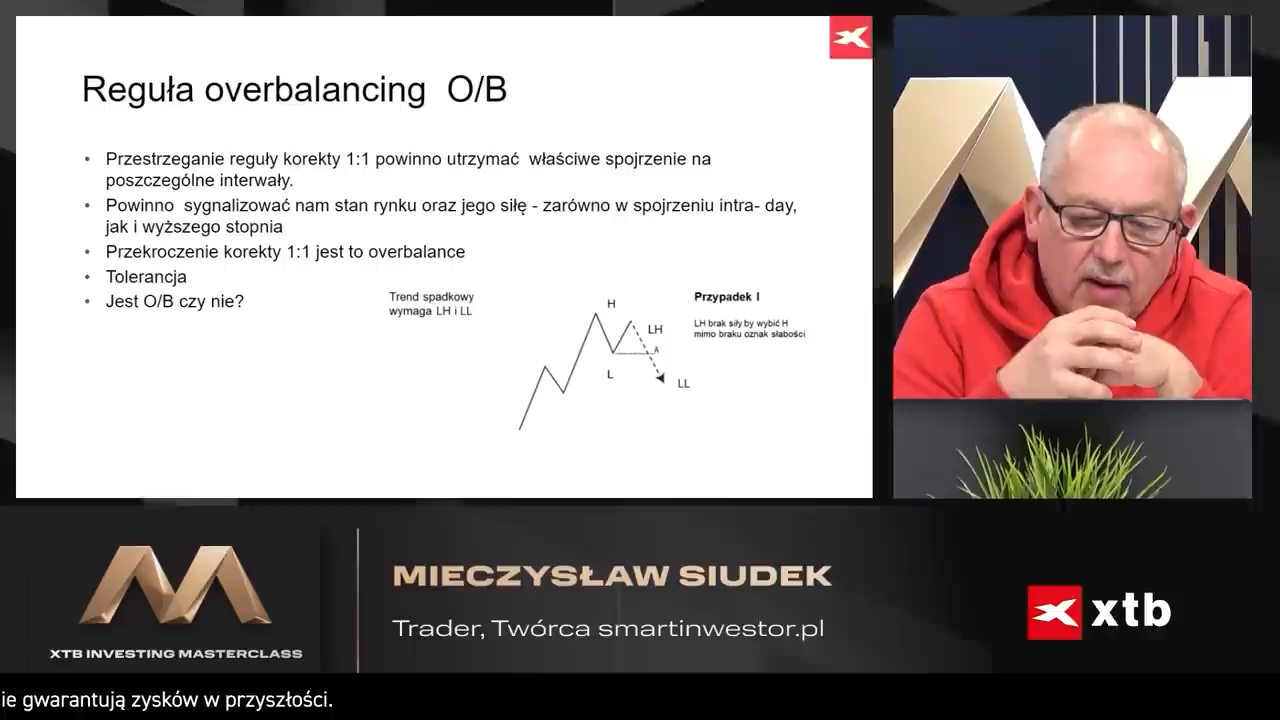 Reguła overbalancing O/B
• Przestrzeganie reguły korekty 1:1 powinno utrzymać właściwe spojrzenie na
poszczególne interwały.
• Powinno sygnalizować nam stan rynku oraz jego siłę - zarówno w spojrzeniu intra- day,
jak i wyższego stopnia
• Przekroczenie korekty 1:1 jest to overbalance
• Tolerancja
• Jest O/B czy nie?
Trend spadkowy
wymaga LH i LL
H
LH
A
L
LL
Przypadek I
LH brak siły by wybić H
mimo braku oznak słabości
XTB INVESTING MASTERCLASS
MIECZYSŁAW SIUDEK
Trader, Twórca smartinwestor.pl
xtb
ie gwarantują zysków w przyszłości.